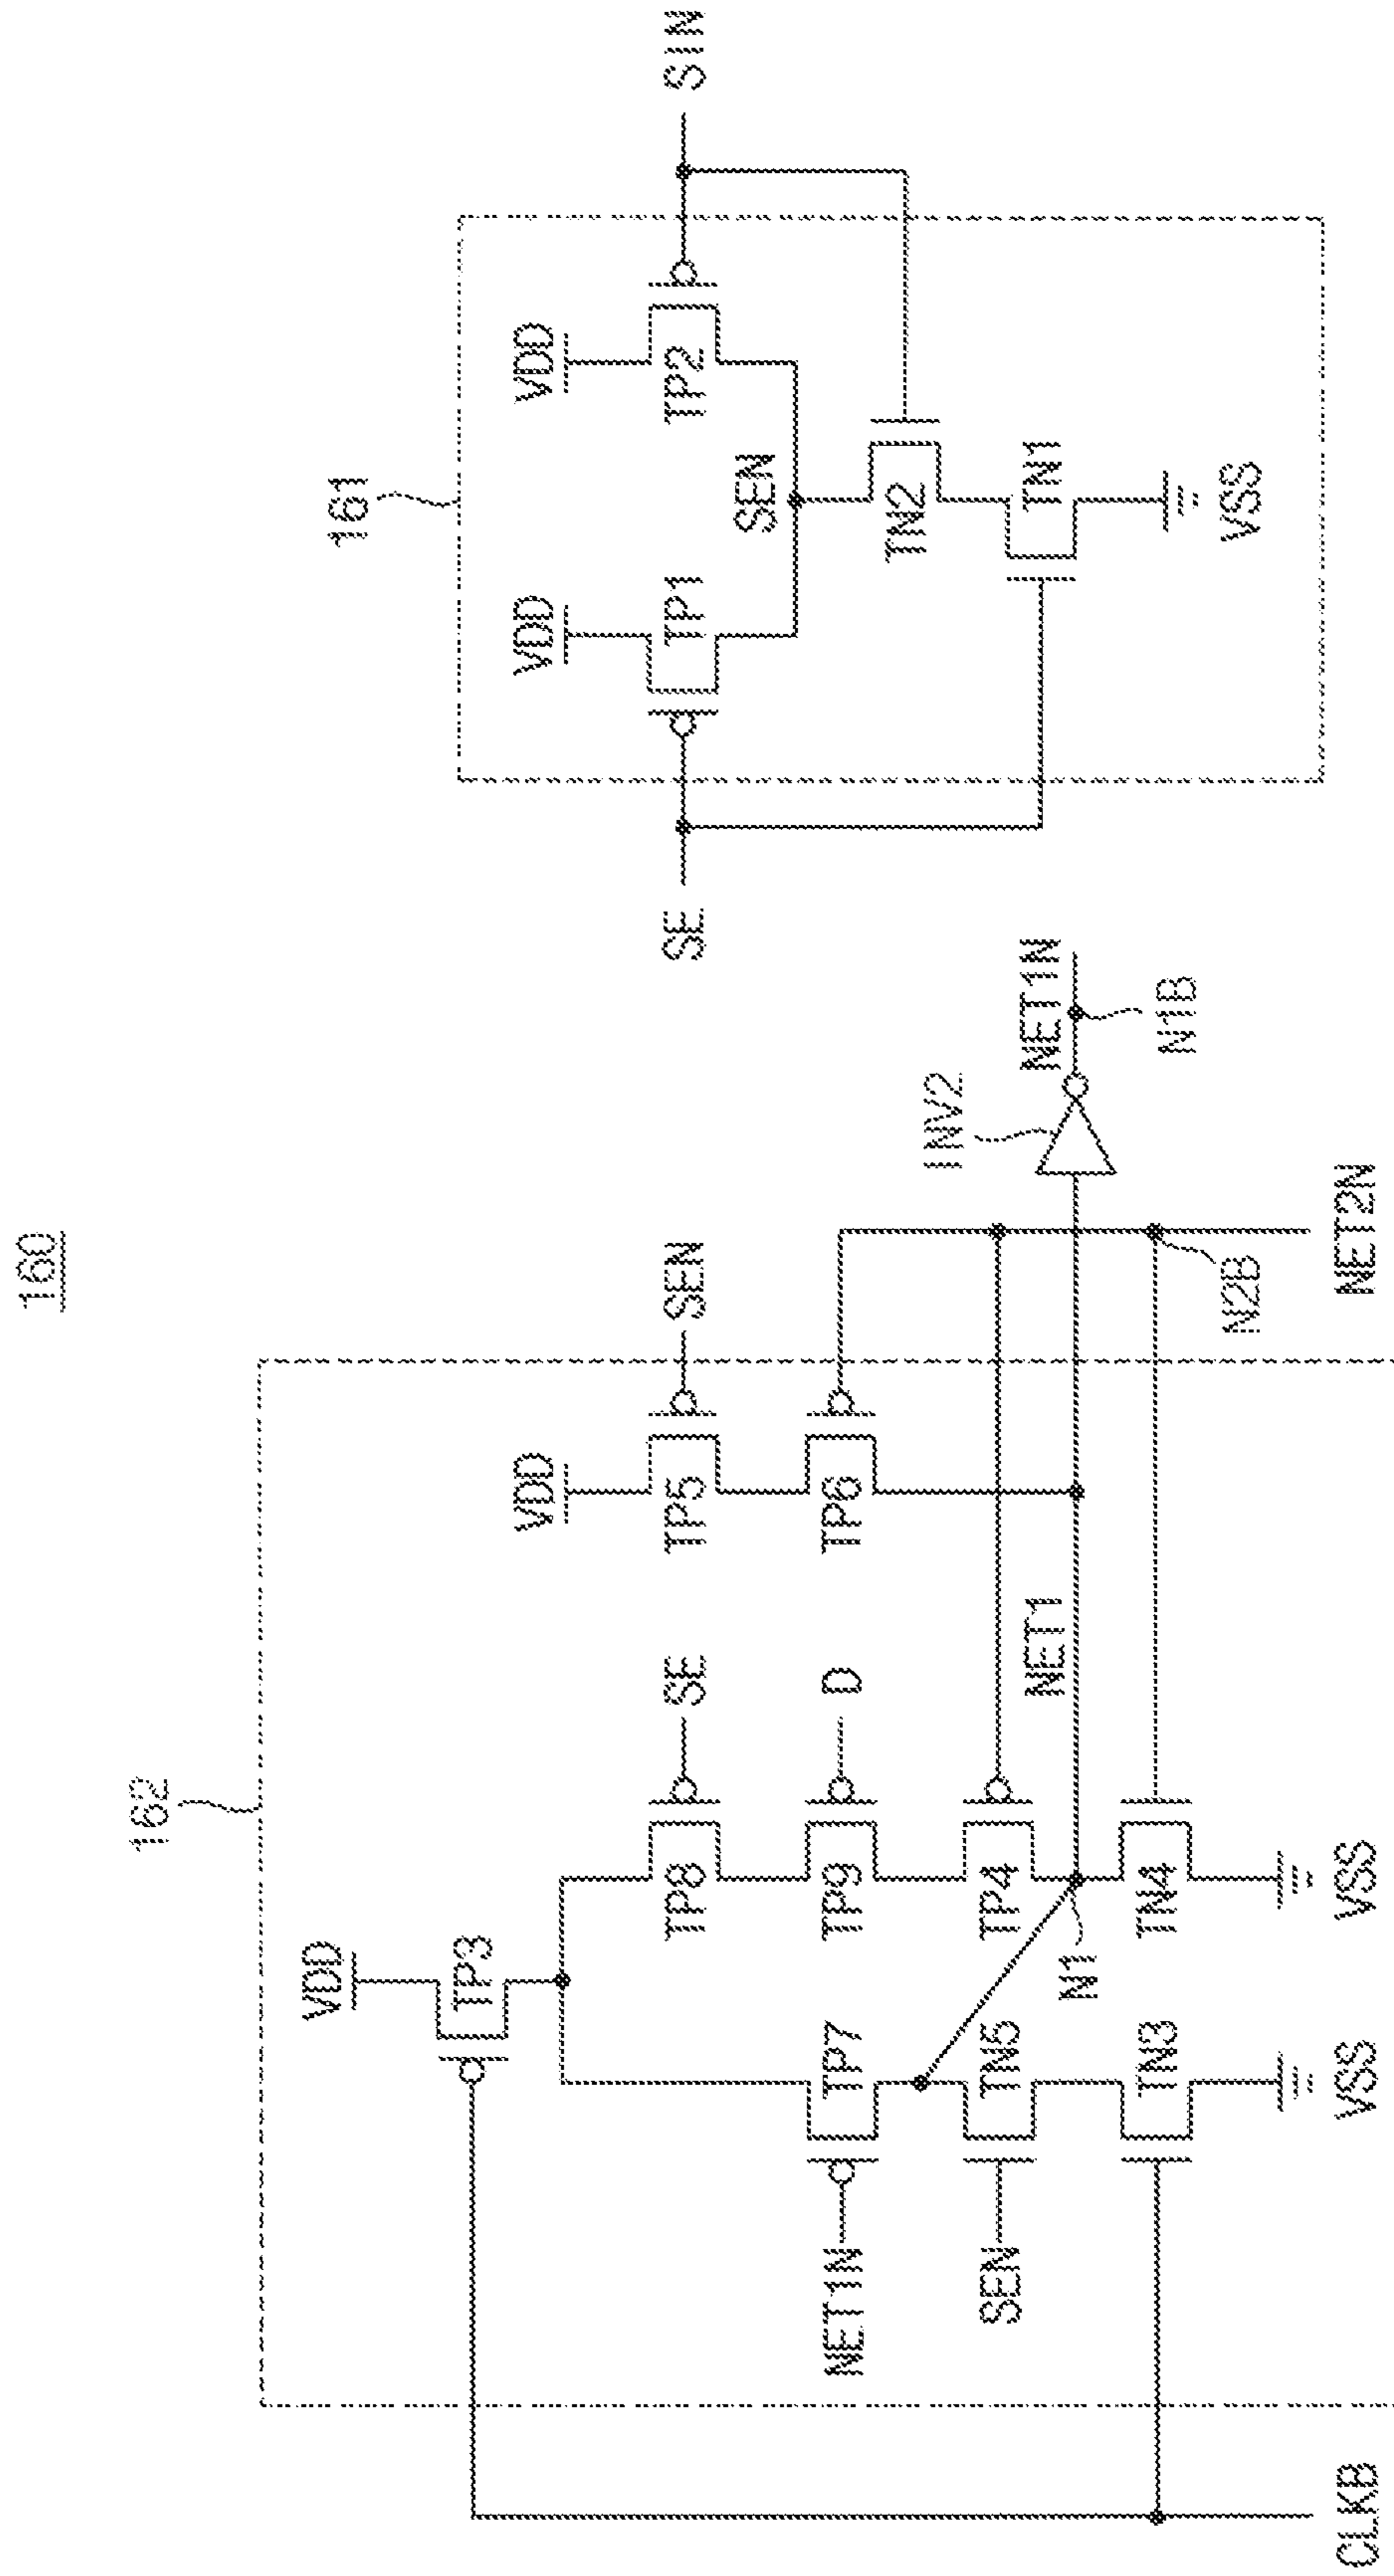 160
161
SIN
VDD
VDD
TP1
TP2
SE
SEN
TN2
TN1
VSS
162
VDD
TP3
SE
VDD
SEN
TP8
TP5
NET1N
TP7
D
TP9
TP6
SEN
TN5
TP4
NET1
INV2
NET1N
N1
N1B
TN3
TN4
N2B
VSS
VSS
CLKB
NET2N